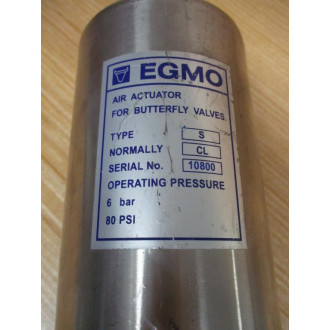 EGMO
AIR ACTUATOR
FOR BUTTERFLY VALVES.
TYPE S
NORMALLY CL
SERIAL No. 10800
OPERATING PRESSURE
6 bar
80 PSI